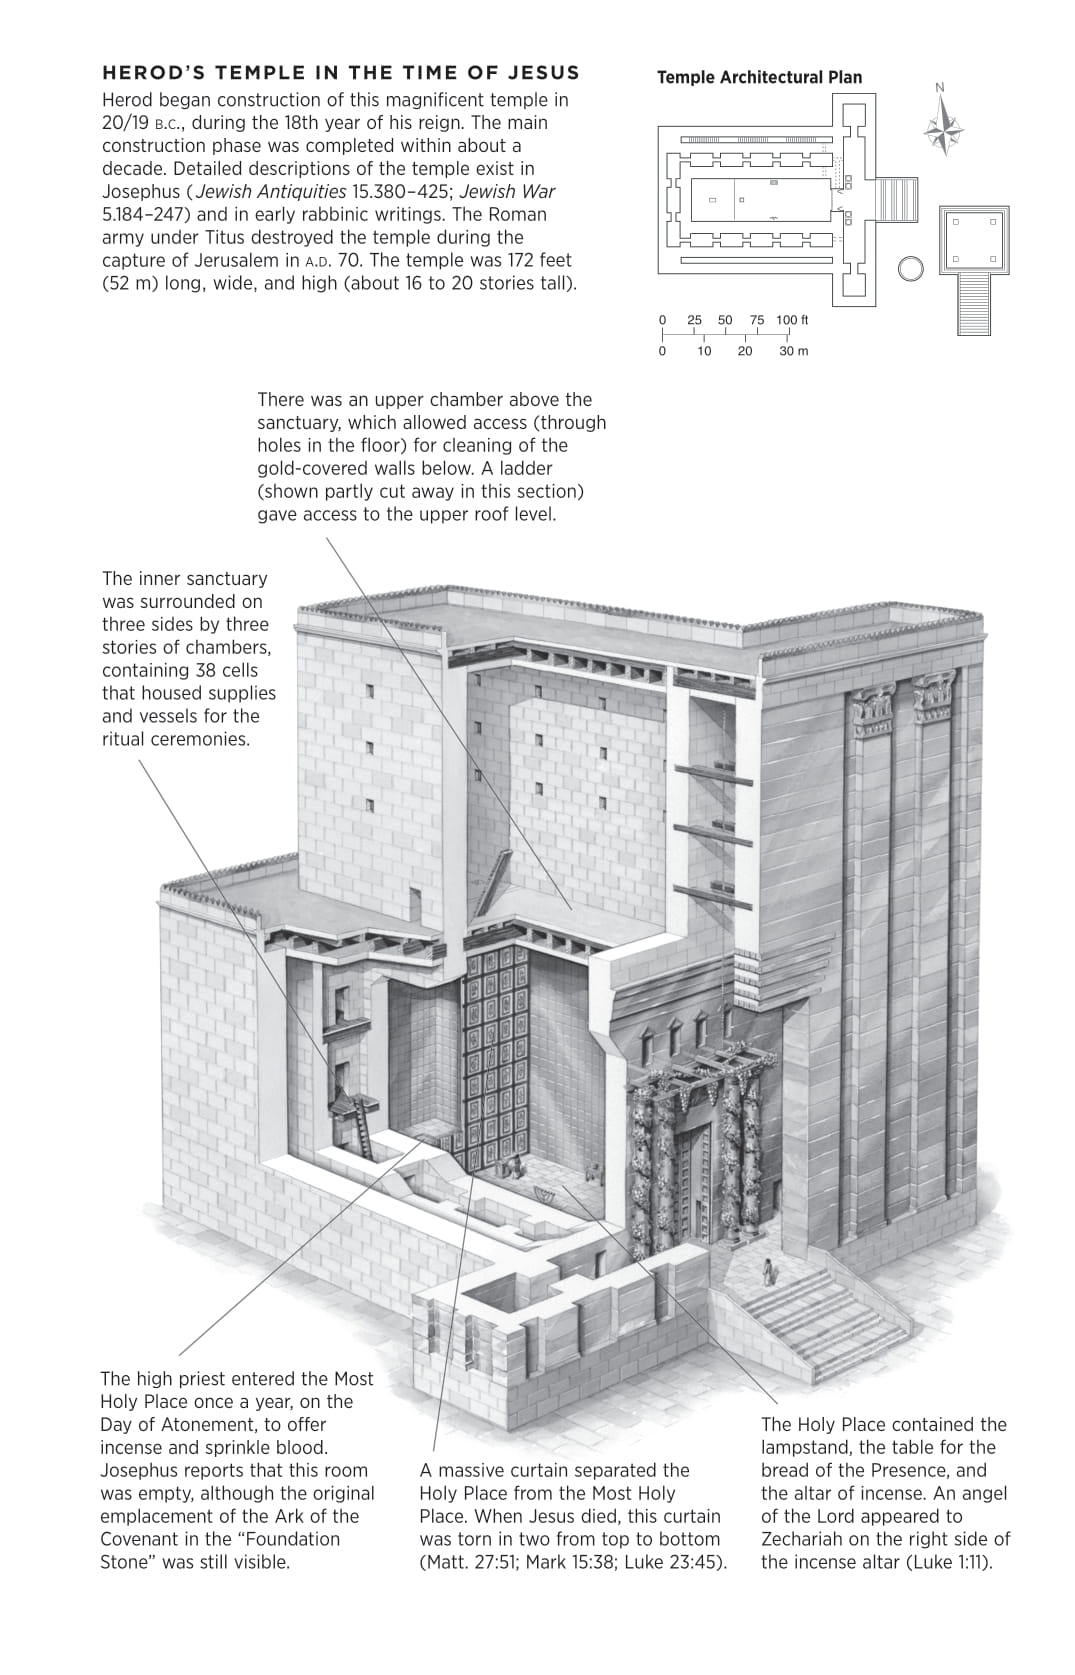 HEROD'S TEMPLE IN THE TIME OF JESUS
Herod began construction of this magnificent temple in
20/19 B.C., during the 18th year of his reign. The main
construction phase was completed within about a
decade. Detailed descriptions of the temple exist in
Josephus (Jewish Antiquities 15.380–425; Jewish War
5.184–247) and in early rabbinic writings. The Roman
army under Titus destroyed the temple during the
capture of Jerusalem in A.D. 70. The temple was 172 feet
(52 m) long, wide, and high (about 16 to 20 stories tall).
Temple Architectural Plan
N
0 25 50 75 100 ft
0 10 20 30 m
There was an upper chamber above the
sanctuary, which allowed access (through
holes in the floor) for cleaning of the
gold-covered walls below. A ladder
(shown partly cut away in this section)
gave access to the upper roof level.
The inner sanctuary
was surrounded on
three sides by three
stories of chambers,
containing 38 cells
that housed supplies
and vessels for the
ritual ceremonies.
The high priest entered the Most
Holy Place once a year, on the
Day of Atonement, to offer
incense and sprinkle blood.
Josephus reports that this room
was empty, although the original
emplacement of the Ark of the
Covenant in the “Foundation
Stone” was still visible.
A massive curtain separated the
Holy Place from the Most Holy
Place. When Jesus died, this curtain
was torn in two from top to bottom
(Matt. 27:51; Mark 15:38; Luke 23:45).
The Holy Place contained the
lampstand, the table for the
bread of the Presence, and
the altar of incense. An angel
of the Lord appeared to
Zechariah on the right side of
the incense altar (Luke 1:11).